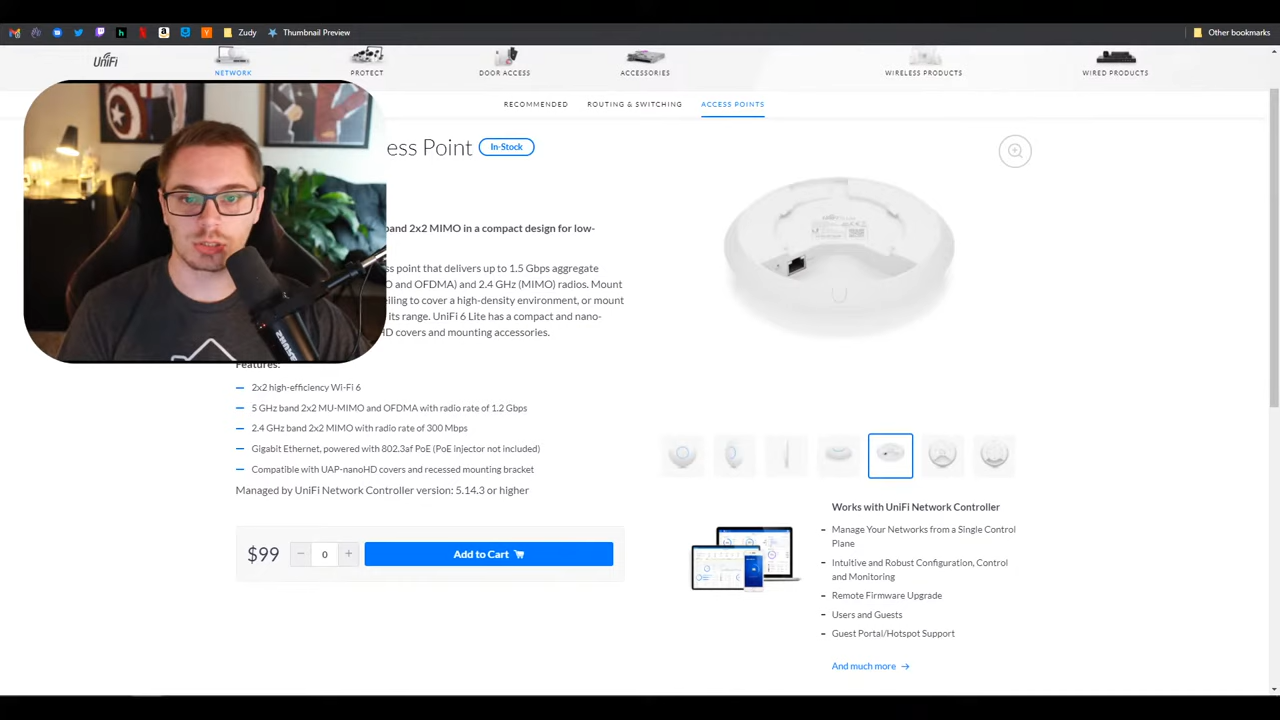 Zudy
Thumbnail Preview
Other bookmarks
UniFi
NETWORK
PROTECT
DOOR ACCESS
ACCESSORIES
WIRELESS PRODUCTS
WIRED PRODUCTS
RECOMMENDED
ROUTING & SWITCHING
ACCESS POINTS
ess Point
In-Stock
and 2x2 MIMO in a compact design for low-
ss point that delivers up to 1.5 Gbps aggregate
O and OFDMA) and 2.4 GHz (MIMO) radios. Mount
eiling to cover a high-density environment, or mount
its range. UniFi 6 Lite has a compact and nano-
HD covers and mounting accessories.
Features:
2x2 high-efficiency Wi-Fi 6
5 GHz band 2x2 MU-MIMO and OFDMA with radio rate of 1.2 Gbps
2.4 GHz band 2x2 MIMO with radio rate of 300 Mbps
Gigabit Ethernet, powered with 802.3af PoE (PoE injector not included)
Compatible with UAP-nanoHD covers and recessed mounting bracket
Managed by UniFi Network Controller version: 5.14.3 or higher
$99
− 0 +
Add to Cart
Works with UniFi Network Controller
- Manage Your Networks from a Single Control
Plane
- Intuitive and Robust Configuration, Control
and Monitoring
- Remote Firmware Upgrade
- Users and Guests
- Guest Portal/Hotspot Support
And much more →